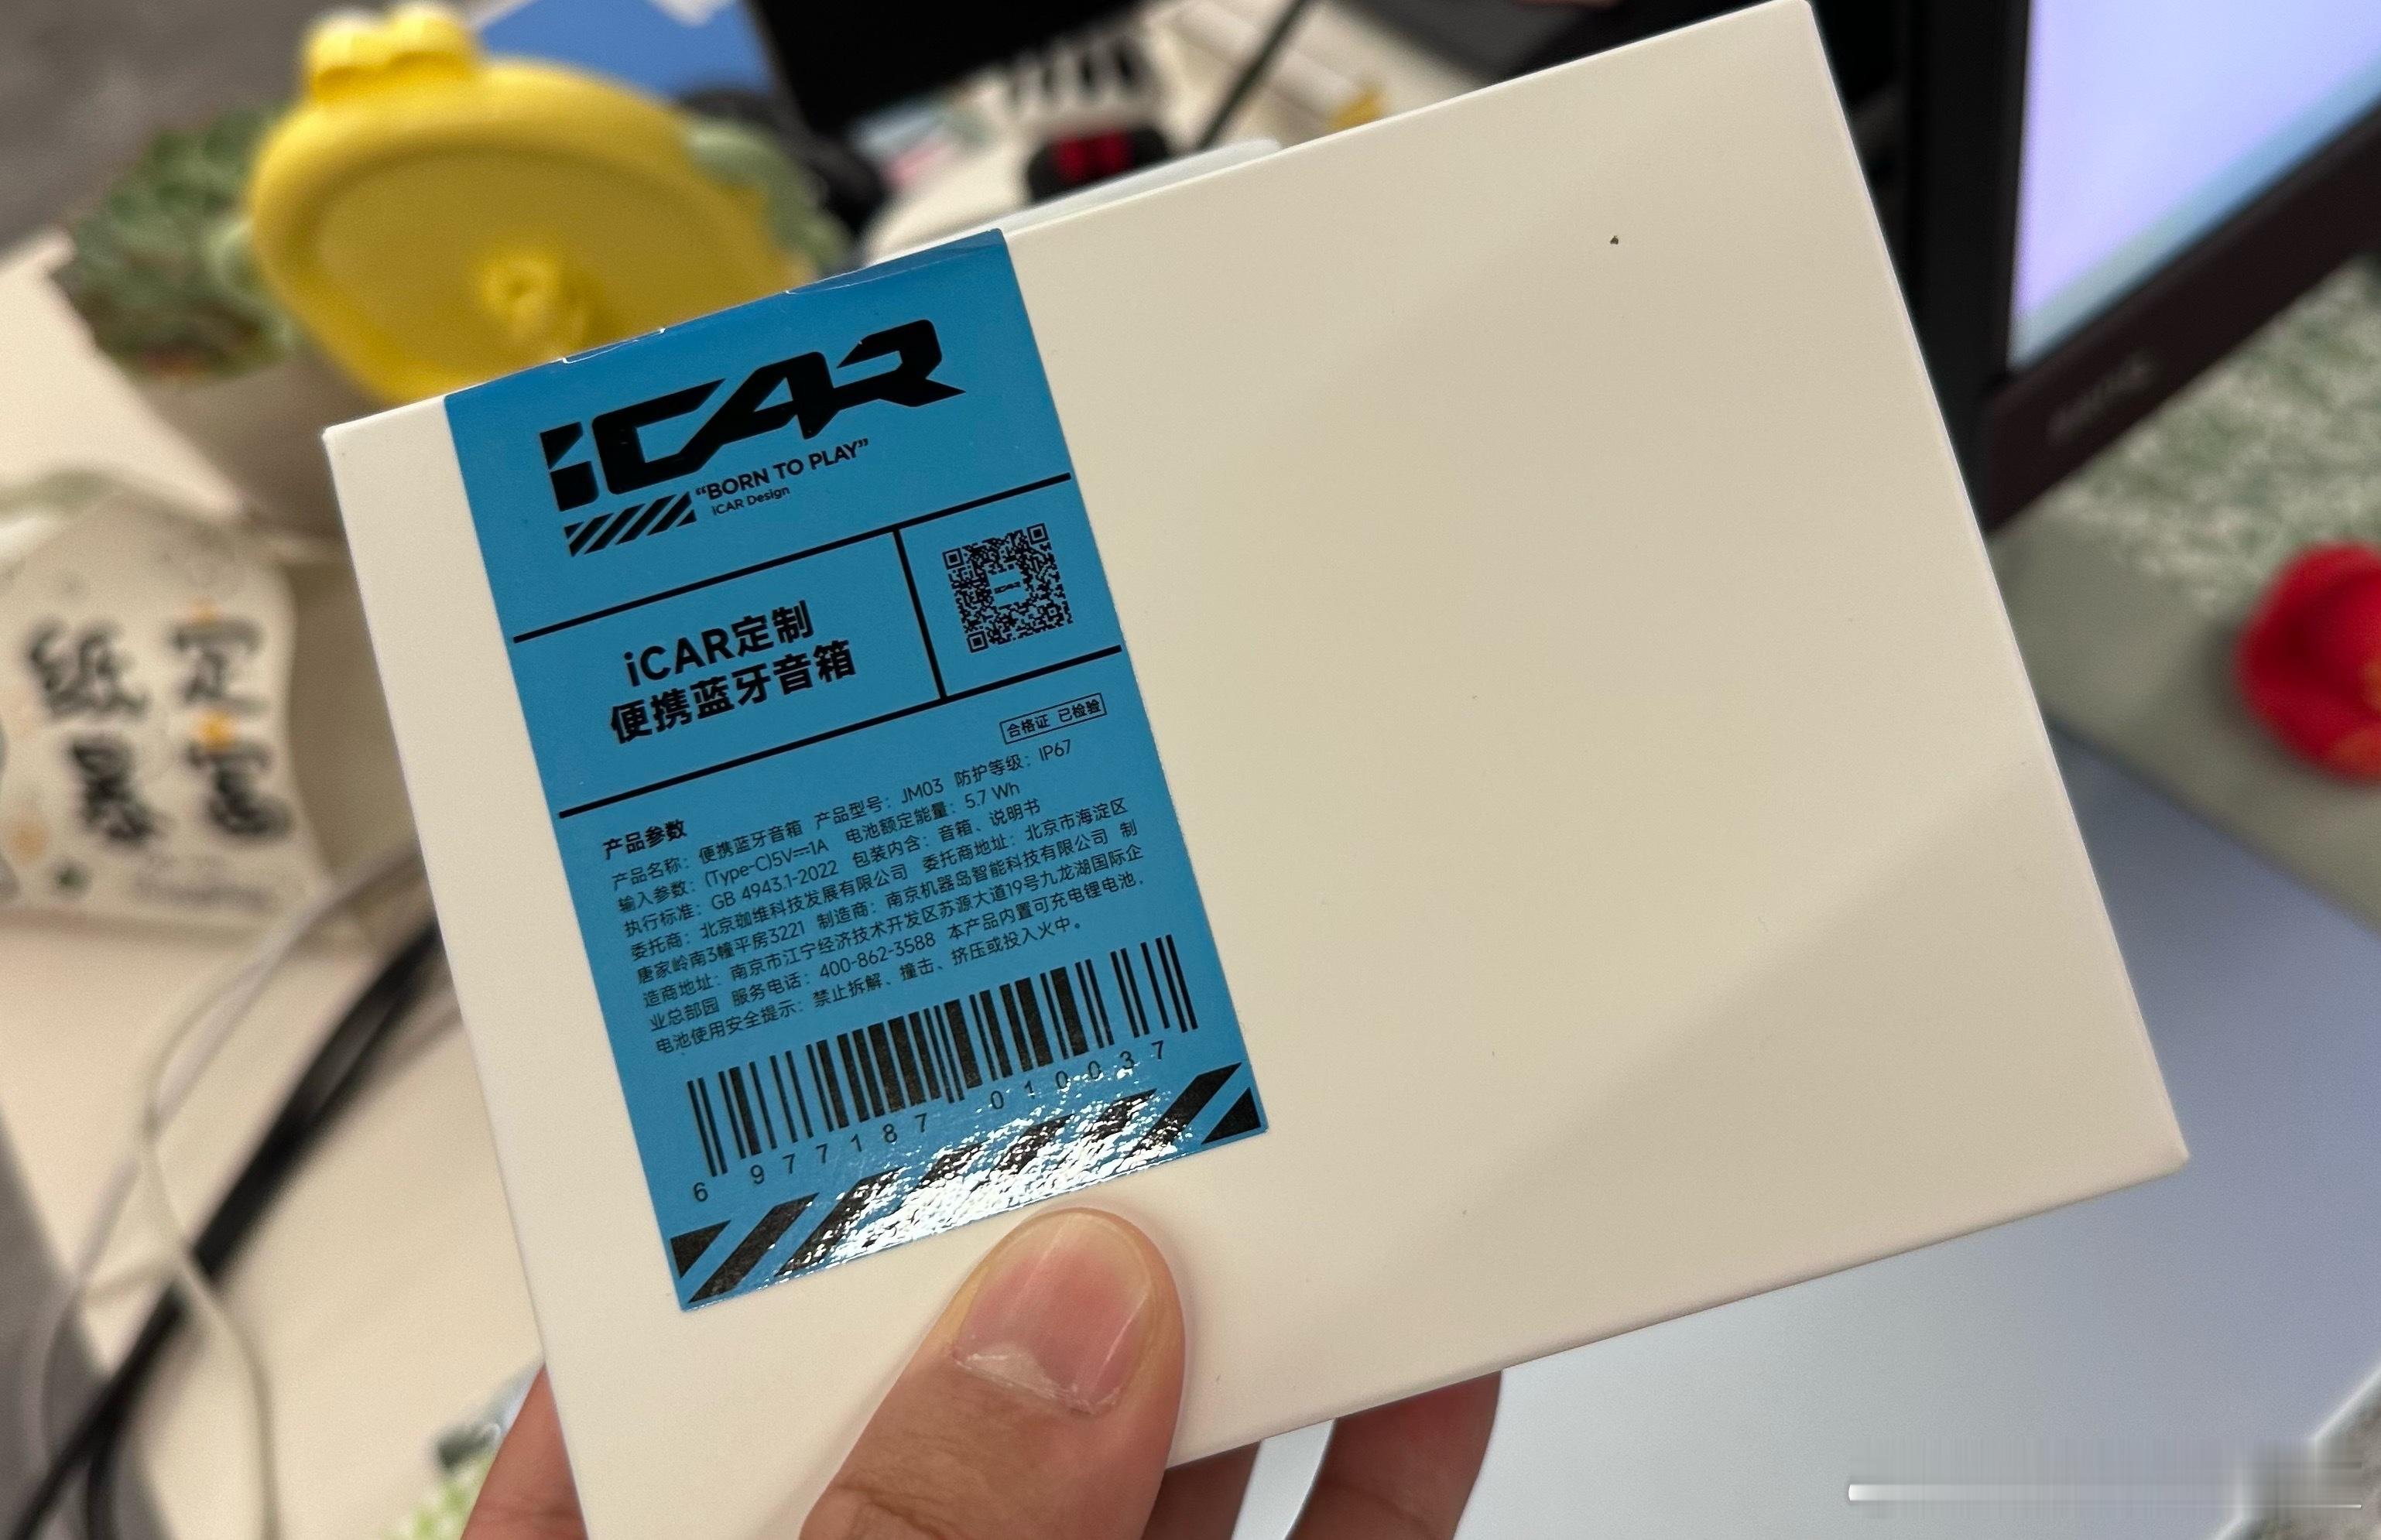 iCAR
“BORN TO PLAY”
iCAR Design
iCAR定制
便携蓝牙音箱
合格证 已检验
产品参数
产品名称：便携蓝牙音箱 产品型号：JM03 防护等级：IP67
输入参数：(Type-C)5V⎓1A 电池额定能量：5.7 Wh
执行标准：GB 4943.1-2022 包装内含：音箱、说明书
委托商：北京珈维科技发展有限公司 委托商地址：北京市海淀区
唐家岭南3幢平房3221 制造商：南京机器岛智能科技有限公司 制
造商地址：南京市江宁经济技术开发区苏源大道19号九龙湖国际企
业总部园 服务电话：400-862-3588 本产品内置可充电锂电池，
电池使用安全提示：禁止拆解、撞击、挤压或投入火中。
6 977187 010037
纸 定
暴 富